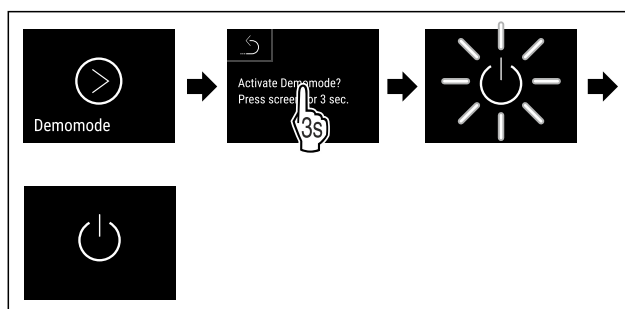 Demomode
Activate Demomode?
Press screen for 3 sec.
3s